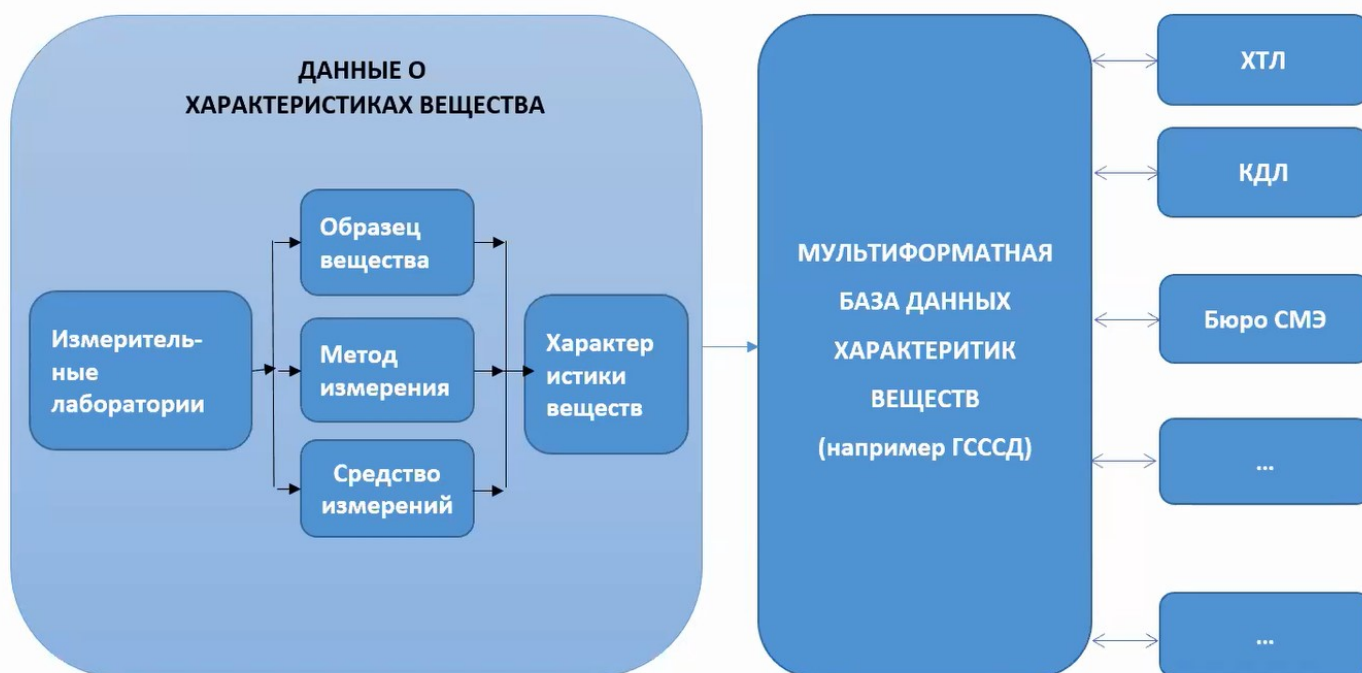 ДАННЫЕ О
ХАРАКТЕРИСТИКАХ ВЕЩЕСТВА
Измеритель-
ные
лаборатории
Образец
вещества
Метод
измерения
Средство
измерений
Характер
истики
веществ
МУЛЬТИФОРМАТНАЯ
БАЗА ДАННЫХ
ХАРАКТЕРИТИК
ВЕЩЕСТВ
(например ГСССД)
ХТЛ
КДЛ
Бюро СМЭ
...
...